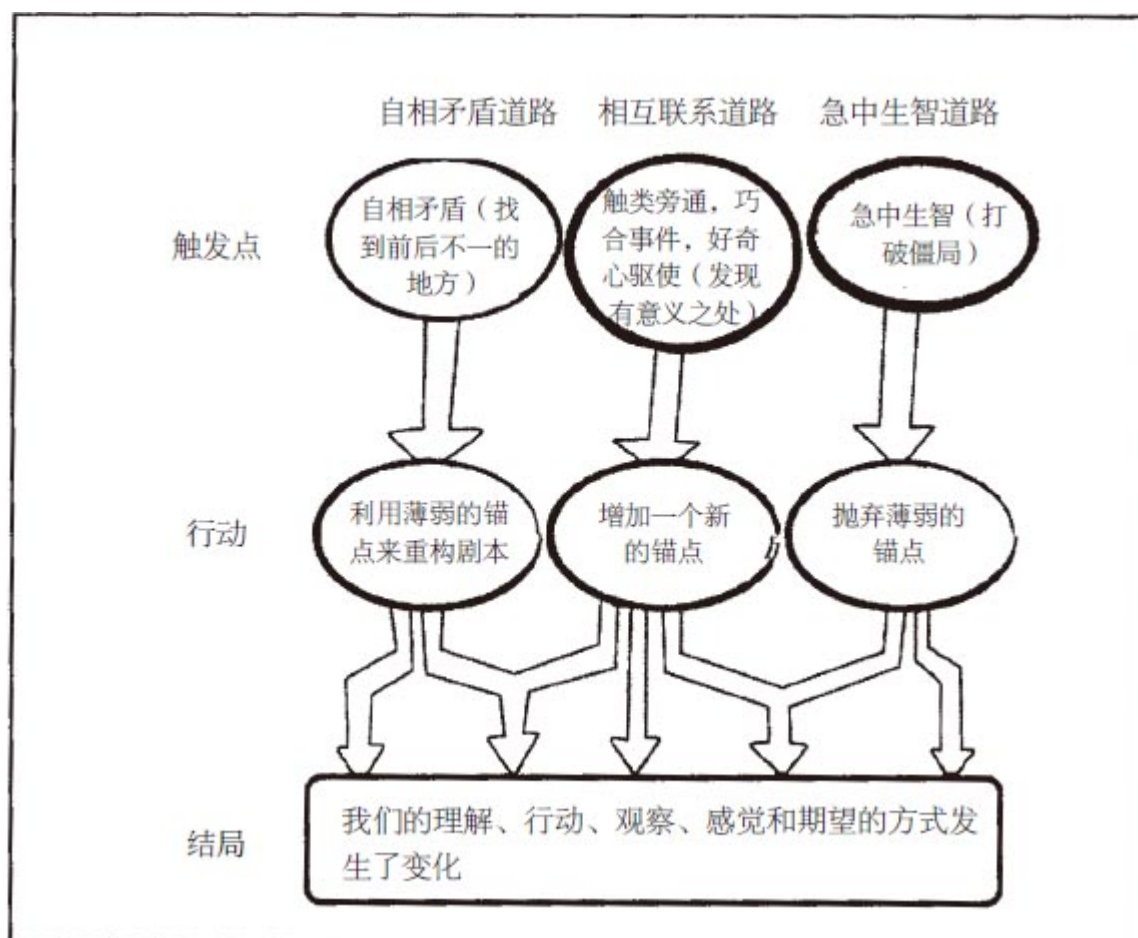 自相矛盾道路
相互联系道路
急中生智道路
触发点
自相矛盾（找
到前后不一的
地方）
触类旁通，巧
合事件，好奇
心驱使（发现
有意义之处）
急中生智（打
破僵局）
行动
利用薄弱的锚
点来重构剧本
增加一个新
的锚点
抛弃薄弱的
锚点
结局
我们的理解、行动、观察、感觉和期望的方式发
生了变化